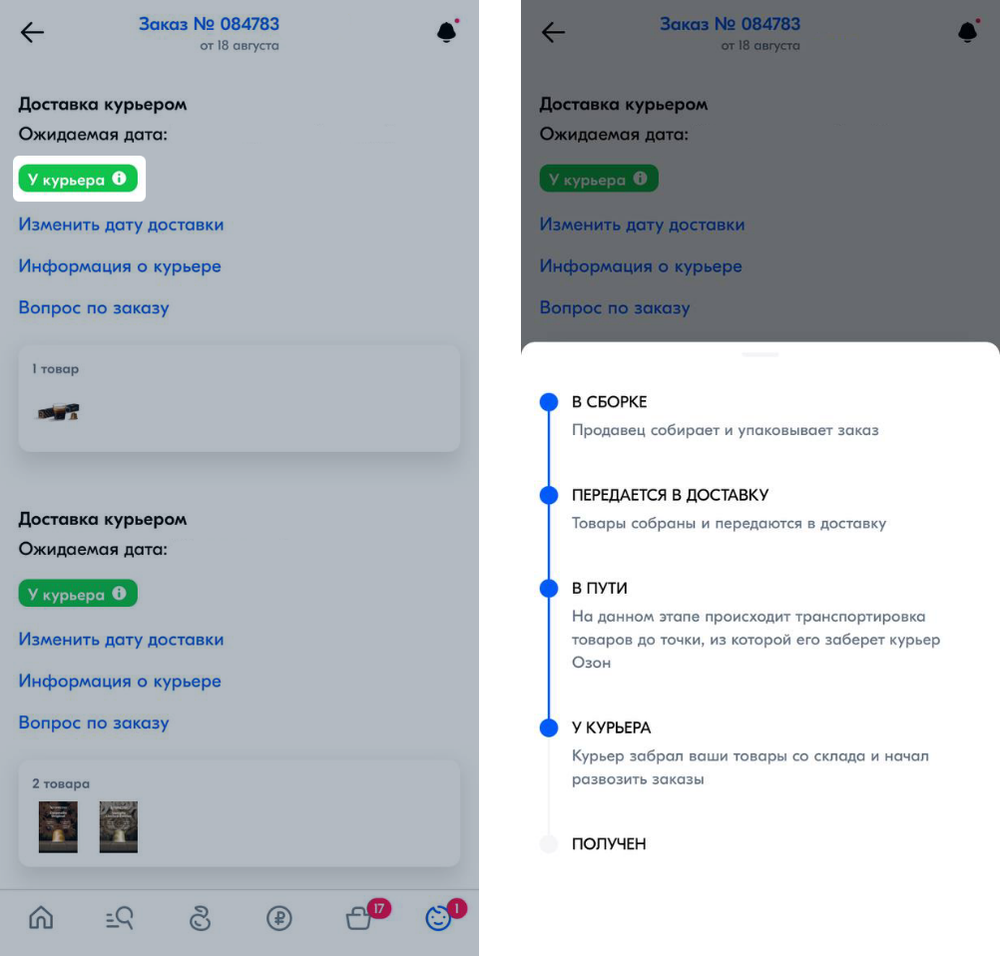 Заказ № 084783
от 18 августа
Доставка курьером
Ожидаемая дата:
У курьера
Изменить дату доставки
Информация о курьере
Вопрос по заказу
1 товар
Доставка курьером
Ожидаемая дата:
У курьера
Изменить дату доставки
Информация о курьере
Вопрос по заказу
2 товара
17
1
Заказ № 084783
от 18 августа
Доставка курьером
Ожидаемая дата:
У курьера
Изменить дату доставки
Информация о курьере
Вопрос по заказу
В СБОРКЕ
Продавец собирает и упаковывает заказ
ПЕРЕДАЕТСЯ В ДОСТАВКУ
Товары собраны и передаются в доставку
В ПУТИ
На данном этапе происходит транспортировка
товаров до точки, из которой его заберет курьер
Озон
У КУРЬЕРА
Курьер забрал ваши товары со склада и начал
развозить заказы
ПОЛУЧЕН